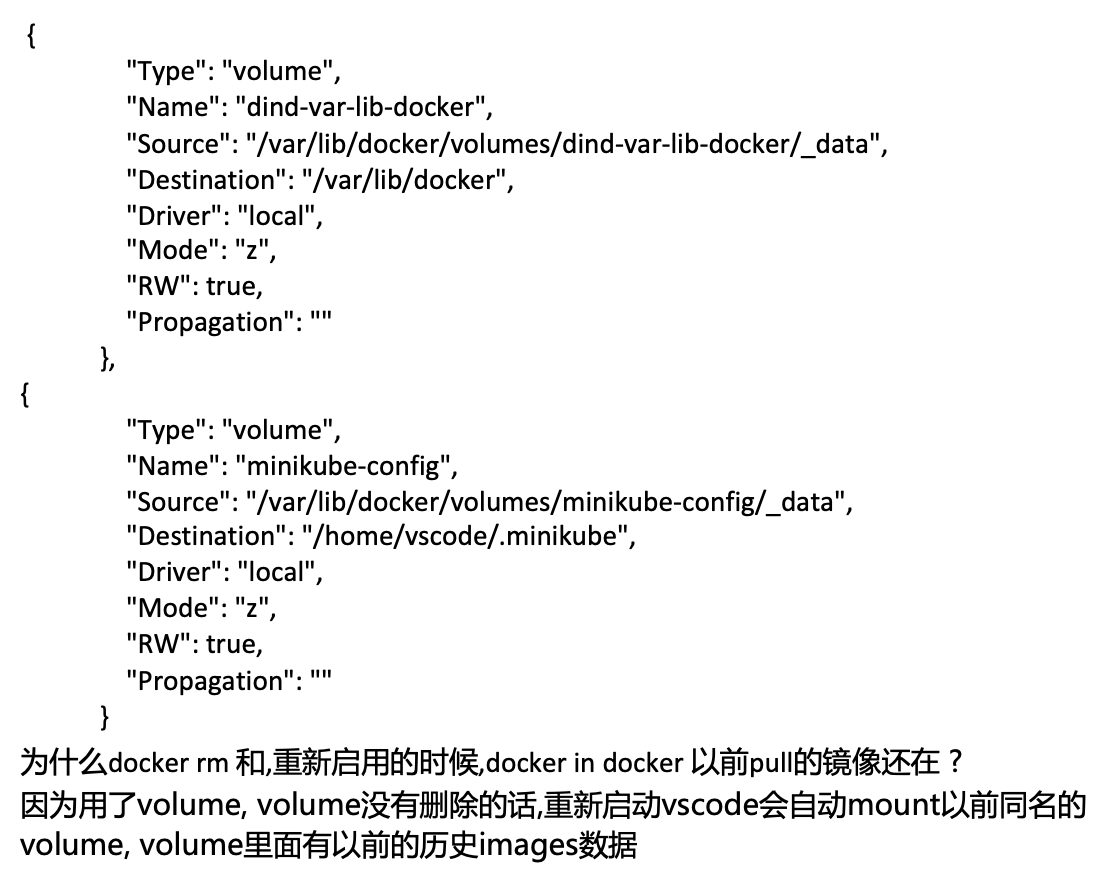 {
"Type": "volume",
"Name": "dind-var-lib-docker",
"Source": "/var/lib/docker/volumes/dind-var-lib-docker/_data",
"Destination": "/var/lib/docker",
"Driver": "local",
"Mode": "z",
"RW": true,
"Propagation": ""
},
{
"Type": "volume",
"Name": "minikube-config",
"Source": "/var/lib/docker/volumes/minikube-config/_data",
"Destination": "/home/vscode/.minikube",
"Driver": "local",
"Mode": "z",
"RW": true,
"Propagation": ""
}
为什么docker rm 和,重新启用的时候,docker in docker 以前pull的镜像还在？
因为用了volume, volume没有删除的话,重新启动vscode会自动mount以前同名的
volume, volume里面有以前的历史images数据